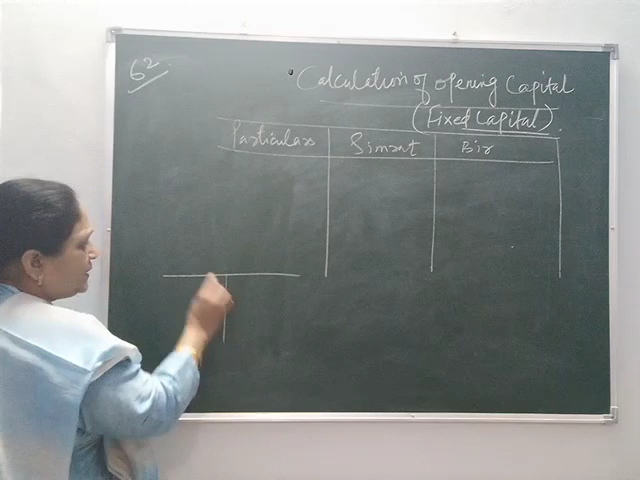 62
Calculation of opening Capital
(Fixed Capital).
Particulars Simrat Bir